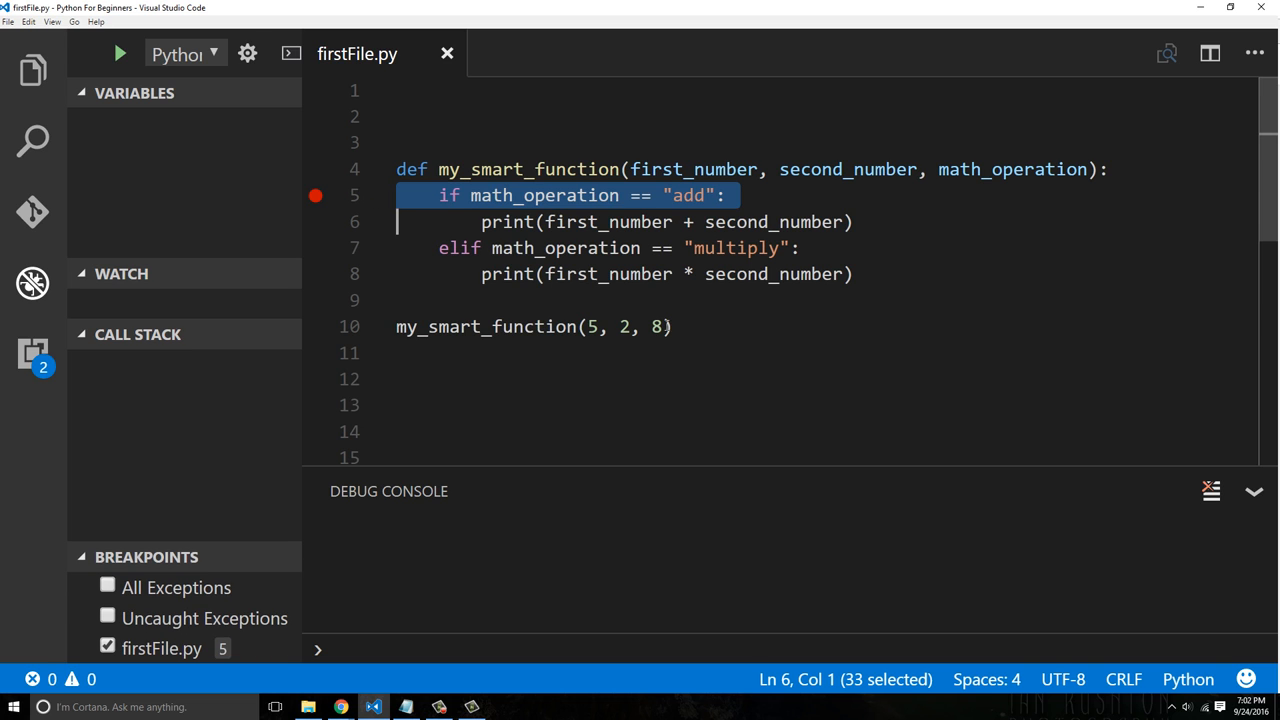 firstFile.py - Python For Beginners - Visual Studio Code
File Edit View Go Help
Python
firstFile.py
VARIABLES
WATCH
CALL STACK
2
BREAKPOINTS
All Exceptions
Uncaught Exceptions
firstFile.py 5
1
2
3
4 def my_smart_function(first_number, second_number, math_operation):
5 if math_operation == "add":
6 print(first_number + second_number)
7 elif math_operation == "multiply":
8 print(first_number * second_number)
9
10 my_smart_function(5, 2, 8)
11
12
13
14
15
DEBUG CONSOLE
0 0
Ln 6, Col 1 (33 selected) Spaces: 4 UTF-8 CRLF Python
I'm Cortana. Ask me anything.
7:02 PM
9/24/2016